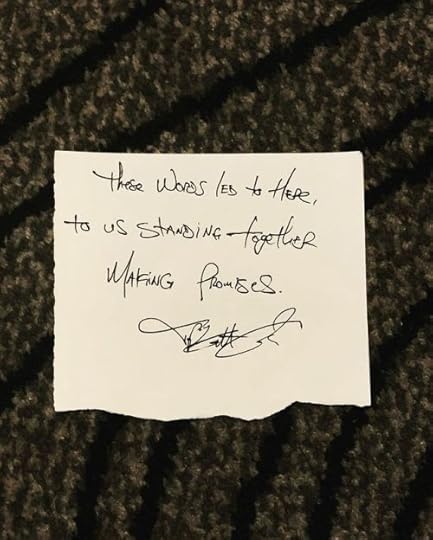 These Words led to Here,
to us standing together
Making Promises.